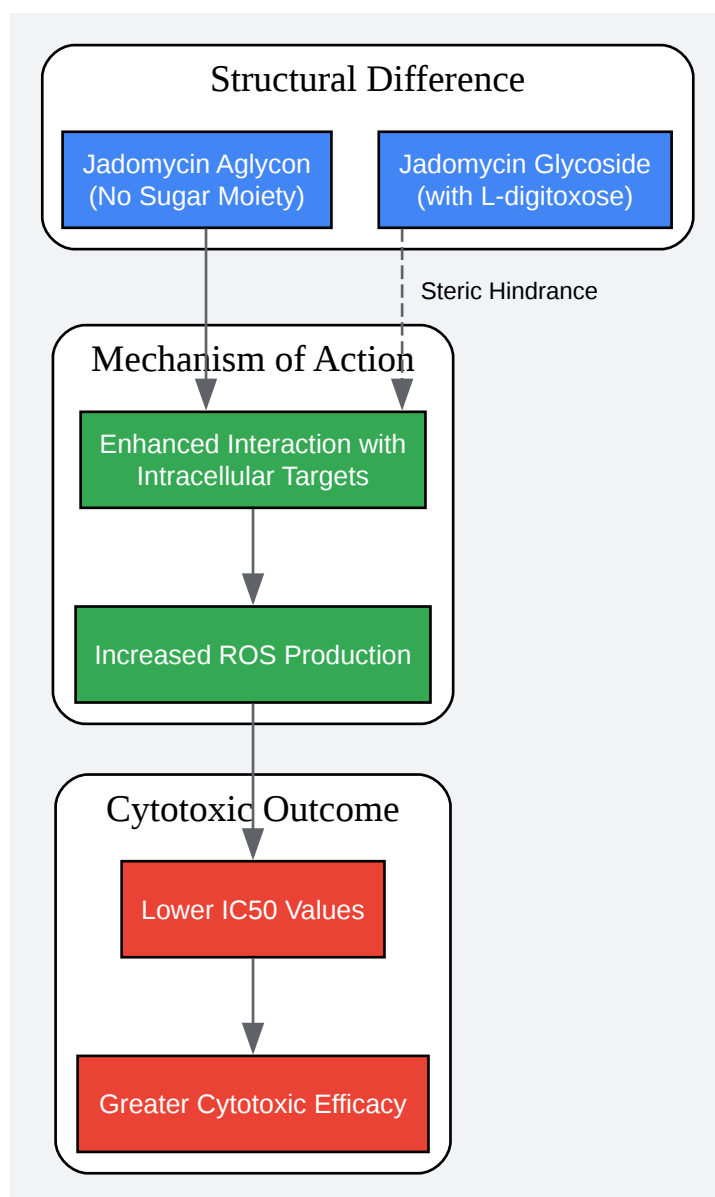 Structural Difference
Jadomycin Aglycon
(No Sugar Moiety)
Jadomycin Glycoside
(with L-digitoxose)
Steric Hindrance
Mechanism of Action
Enhanced Interaction with
Intracellular Targets
Increased ROS Production
Cytotoxic Outcome
Lower IC50 Values
Greater Cytotoxic Efficacy